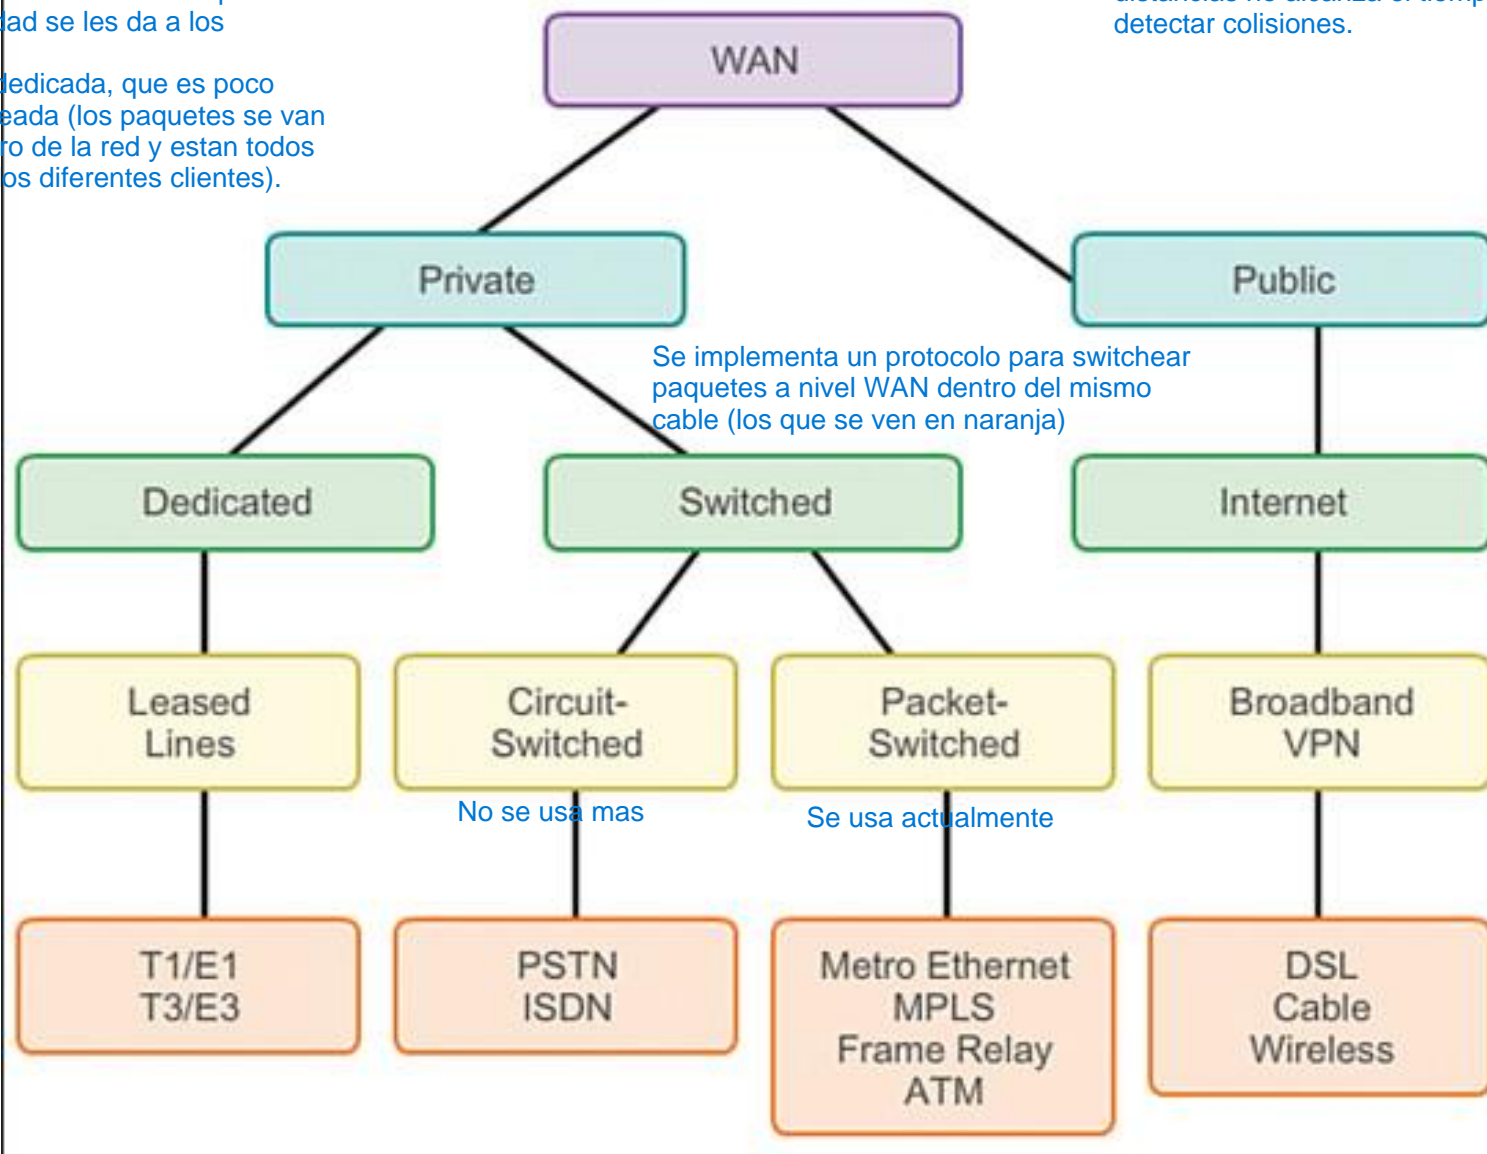 dad se les da a los
dedicada, que es poco
eada (los paquetes se van
ro de la red y estan todos
os diferentes clientes).
detectar colisiones.
WAN
Private
Public
Se implementa un protocolo para switchear
paquetes a nivel WAN dentro del mismo
cable (los que se ven en naranja)
Dedicated
Switched
Internet
Leased
Lines
Circuit-
Switched
Packet-
Switched
Broadband
VPN
No se usa mas
Se usa actualmente
T1/E1
T3/E3
PSTN
ISDN
Metro Ethernet
MPLS
Frame Relay
ATM
DSL
Cable
Wireless